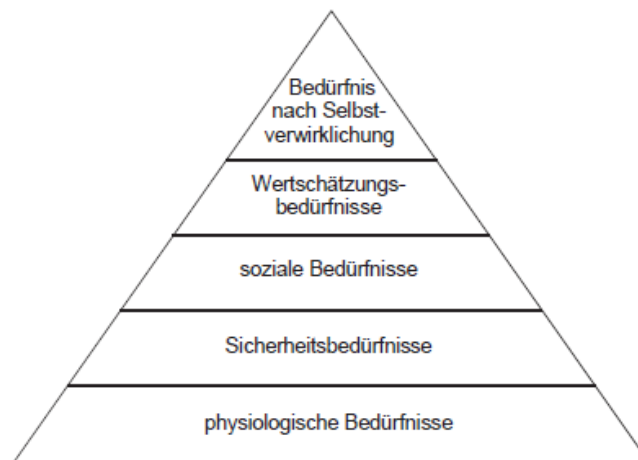 Bedürfnis
nach Selbst-
verwirklichung
Wertschätzungs-
bedürfnisse
soziale Bedürfnisse
Sicherheitsbedürfnisse
physiologische Bedürfnisse